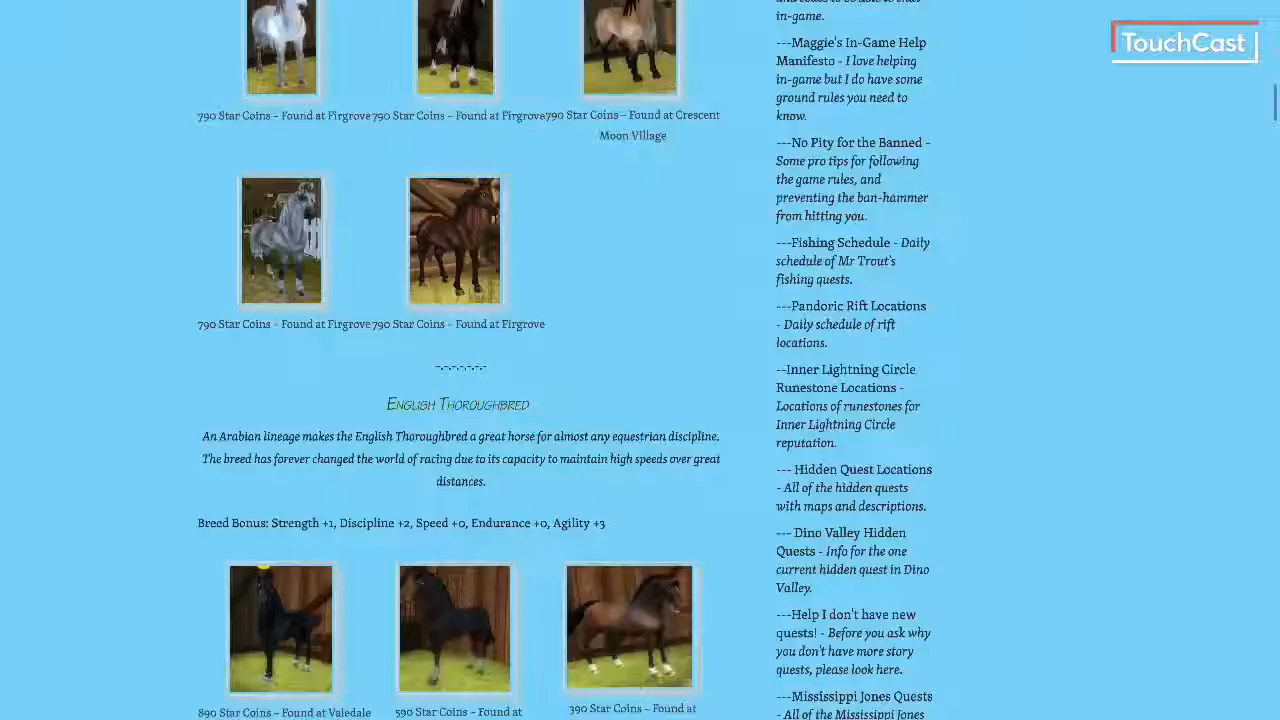 TouchCast
790 Star Coins – Found at Firgrove
790 Star Coins – Found at Firgrove
790 Star Coins – Found at Crescent
Moon Village
790 Star Coins – Found at Firgrove
790 Star Coins – Found at Firgrove
-.-.-.-.-.-.-
English Thoroughbred
An Arabian lineage makes the English Thoroughbred a great horse for almost any equestrian discipline.
The breed has forever changed the world of racing due to its capacity to maintain high speeds over great
distances.
Breed Bonus: Strength +1, Discipline +2, Speed +0, Endurance +0, Agility +3
890 Star Coins – Found at Valedale
590 Star Coins – Found at
390 Star Coins – Found at
in-game.
---Maggie's In-Game Help
Manifesto - I love helping
in-game but I do have some
ground rules you need to
know.
---No Pity for the Banned -
Some pro tips for following
the game rules, and
preventing the ban-hammer
from hitting you.
---Fishing Schedule - Daily
schedule of Mr Trout's
fishing quests.
---Pandoric Rift Locations
- Daily schedule of rift
locations.
--Inner Lightning Circle
Runestone Locations -
Locations of runestones for
Inner Lightning Circle
reputation.
--- Hidden Quest Locations
- All of the hidden quests
with maps and descriptions.
--- Dino Valley Hidden
Quests - Info for the one
current hidden quest in Dino
Valley.
---Help I don't have new
quests! - Before you ask why
you don't have more story
quests, please look here.
---Mississippi Jones Quests
- All of the Mississippi Jones